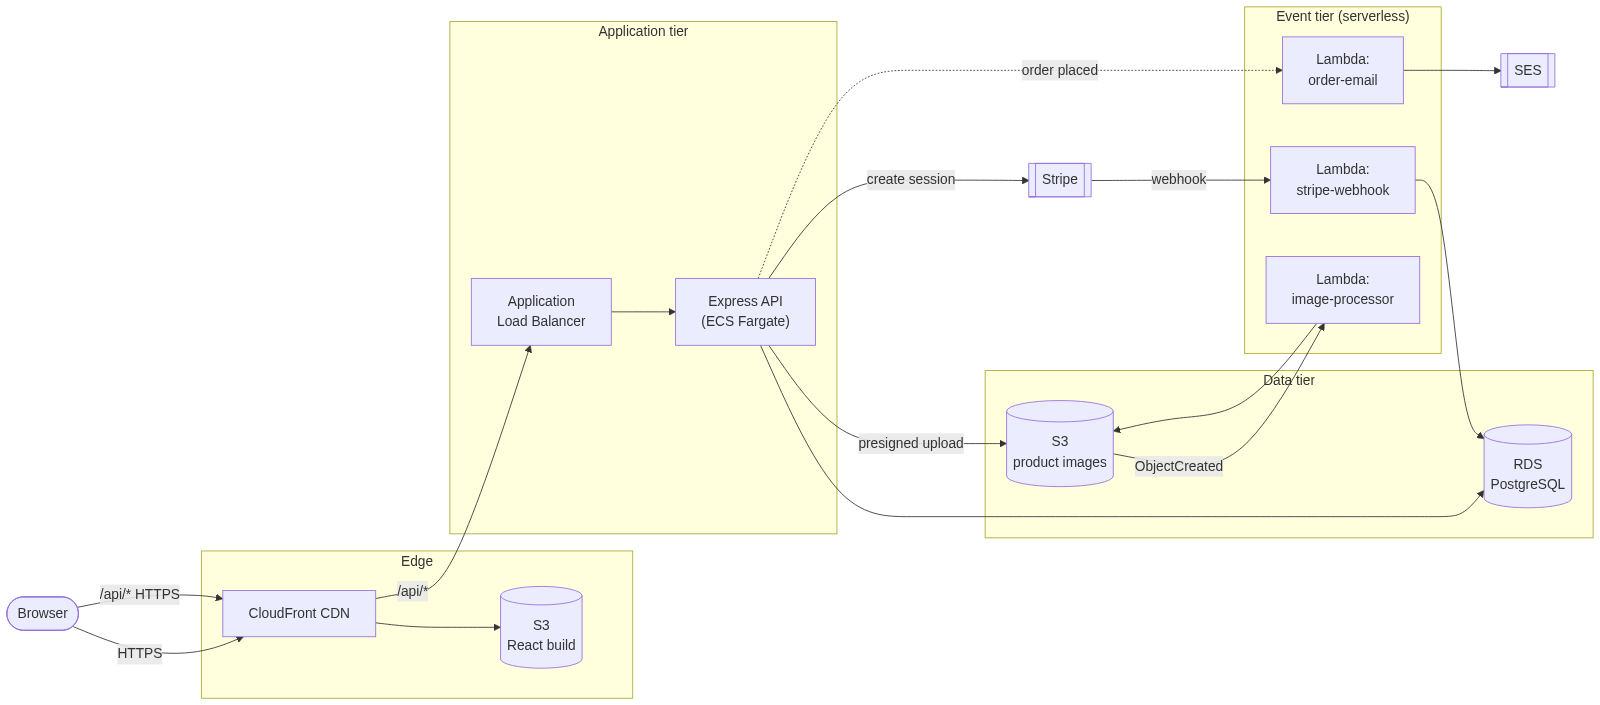 Event tier (serverless)
Application tier
Lambda:
order-email
order placed
SES
Lambda:
stripe-webhook
create session
Stripe
webhook
Lambda:
image-processor
Application
Load Balancer
Express API
(ECS Fargate)
Data tier
S3
product images
presigned upload
ObjectCreated
RDS
PostgreSQL
Edge
/api/* HTTPS
/api/*
Browser
CloudFront CDN
S3
React build
HTTPS